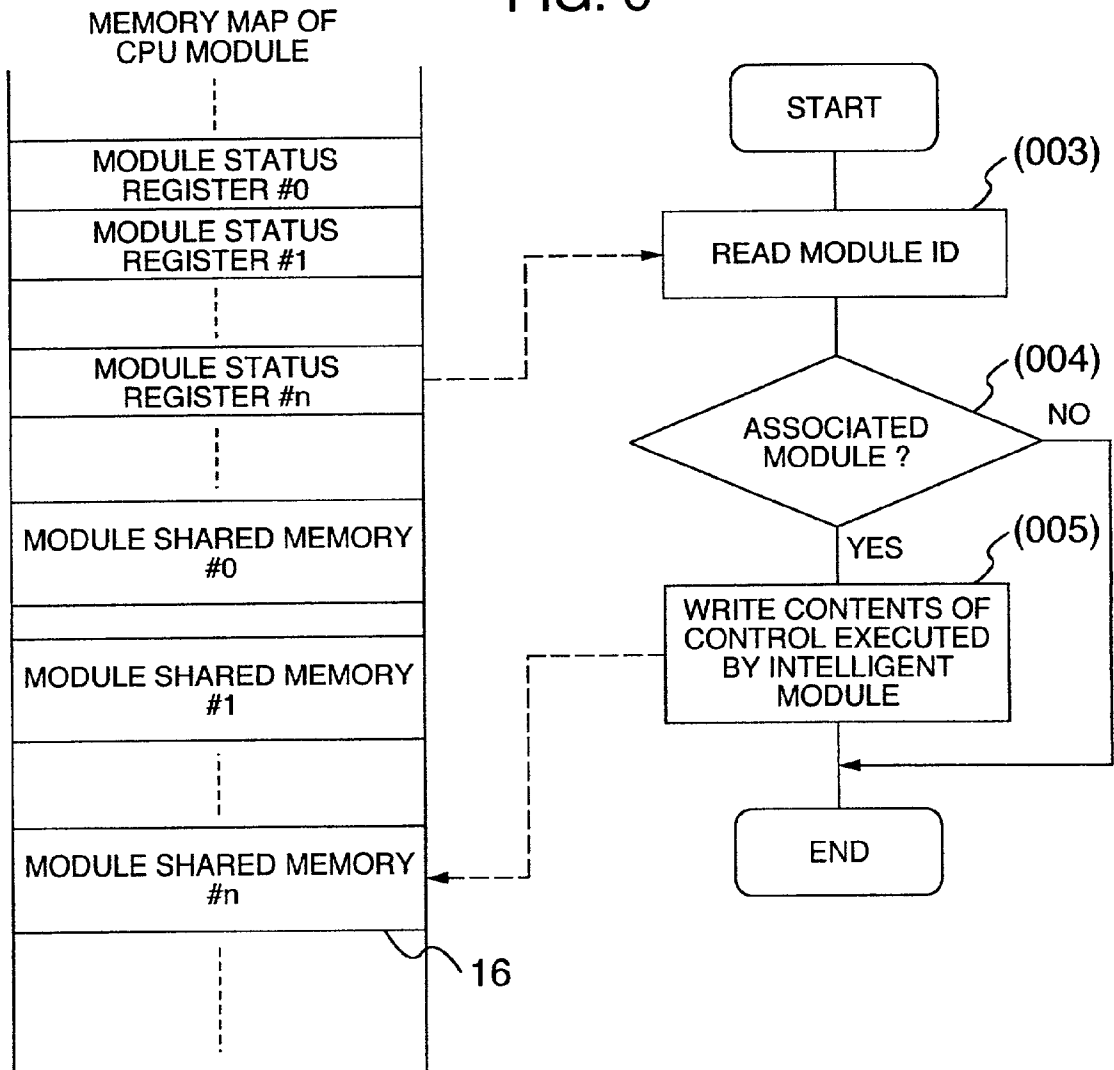 MEMORY MAP OF
CPU MODULE
MODULE STATUS
REGISTER #0
MODULE STATUS
REGISTER #1
MODULE STATUS
REGISTER #n
MODULE SHARED MEMORY
#0
MODULE SHARED MEMORY
#1
MODULE SHARED MEMORY
#n
16
START
(003)
READ MODULE ID
(004)
ASSOCIATED
MODULE ?
NO
YES
(005)
WRITE CONTENTS OF
CONTROL EXECUTED
BY INTELLIGENT
MODULE
END